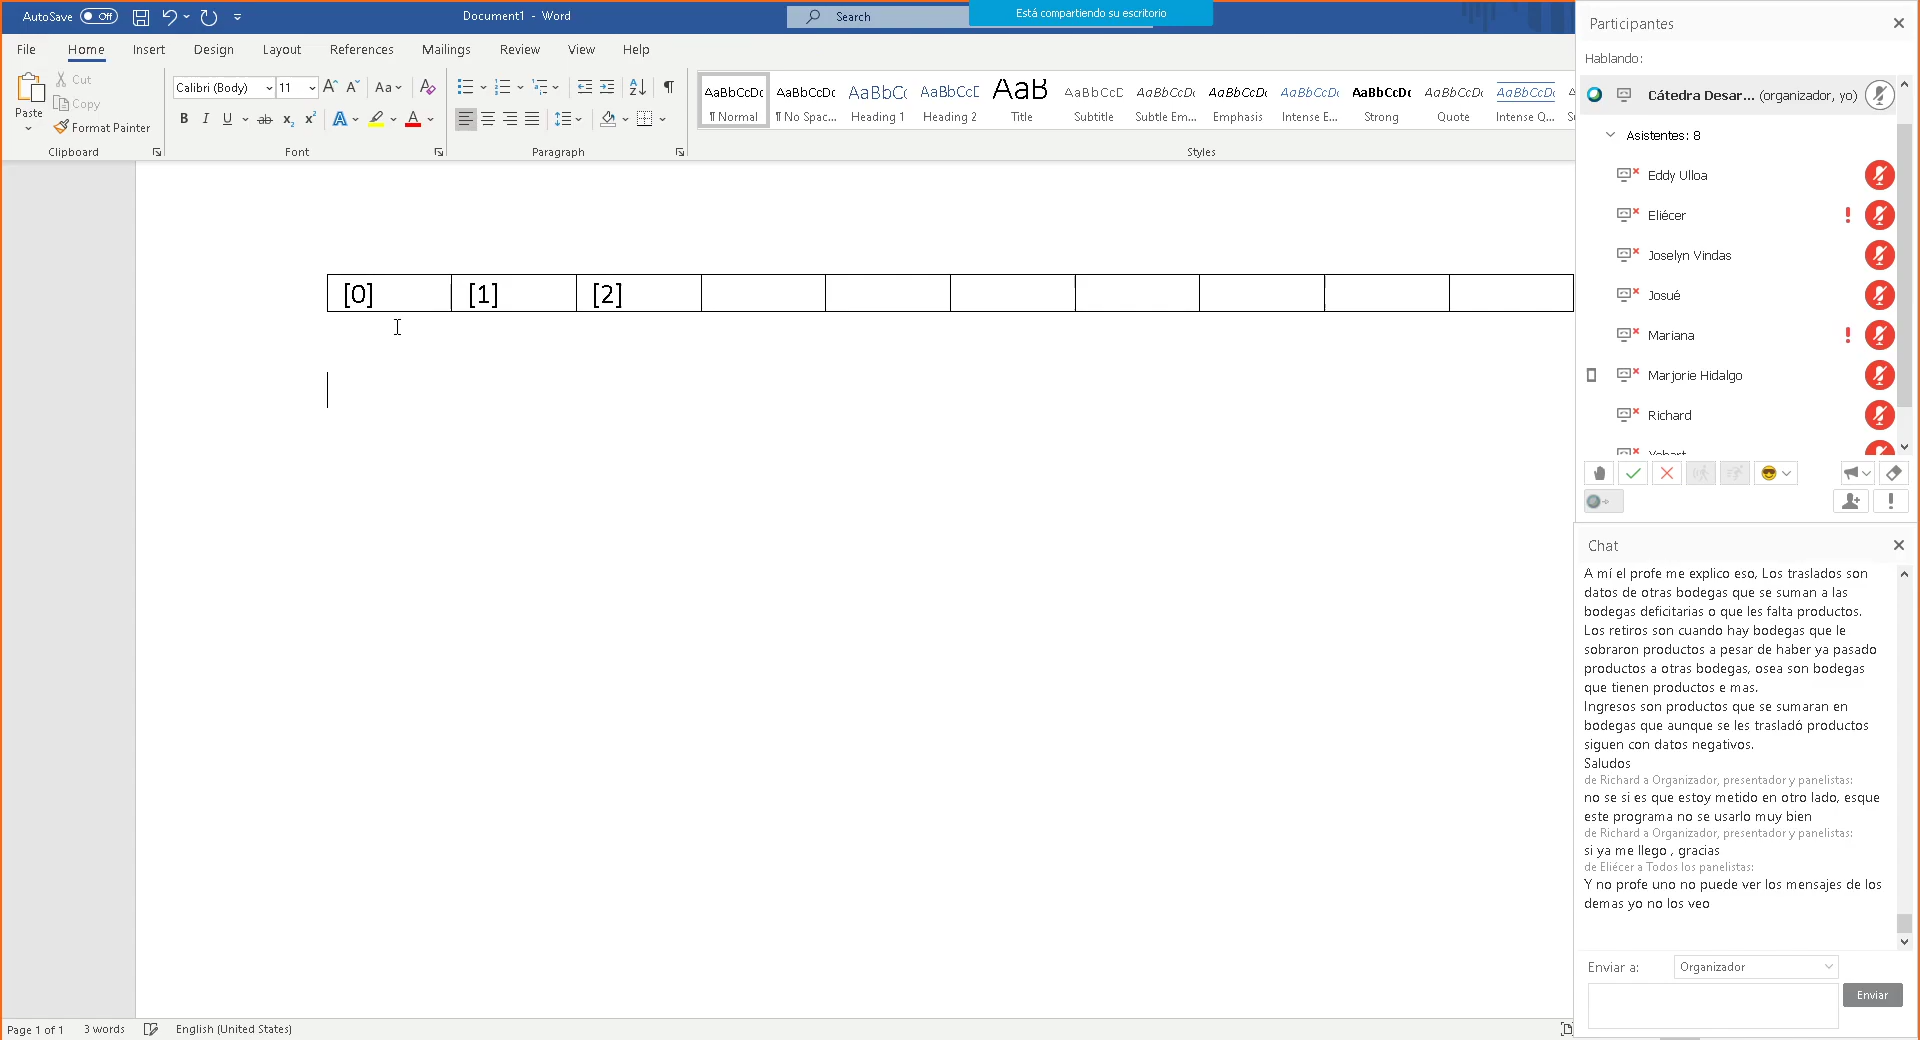 AutoSave Off Document1 - Word Search Está compartiendo su escritorio
File Home Insert Design Layout References Mailings Review View Help
Paste Cut Copy Format Painter
Calibri (Body) 11 Aa
B I U ab x₂ x² A A
AaBbCcDc AaBbCcDc AaBbC AaBbCcE AaB AaBbCcD AaBbCcDc AaBbCcDc AaBbCcDc AaBbCcDc AaBbCcDc AaBbCcDc
¶ Normal ¶ No Spac... Heading 1 Heading 2 Title Subtitle Subtle Em... Emphasis Intense E... Strong Quote Intense Q...
Clipboard Font Paragraph Styles
[0] [1] [2]
Page 1 of 1 3 words English (United States)
Participantes
Hablando:
Cátedra Desar... (organizador, yo)
Asistentes: 8
Eddy Ulloa
Eliécer
Joselyn Vindas
Josué
Mariana
Marjorie Hidalgo
Richard
Chat
A mí el profe me explico eso, Los traslados son
datos de otras bodegas que se suman a las
bodegas deficitarias o que les falta productos.
Los retiros son cuando hay bodegas que le
sobraron productos a pesar de haber ya pasado
productos a otras bodegas, osea son bodegas
que tienen productos e mas.
Ingresos son productos que se sumaran en
bodegas que aunque se les trasladó productos
siguen con datos negativos.
Saludos
de Richard a Organizador, presentador y panelistas:
no se si es que estoy metido en otro lado, esque
este programa no se usarlo muy bien
de Richard a Organizador, presentador y panelistas:
si ya me llego , gracias
de Eliécer a Todos los panelistas:
Y no profe uno no puede ver los mensajes de los
demas yo no los veo
Enviar a: Organizador
Enviar